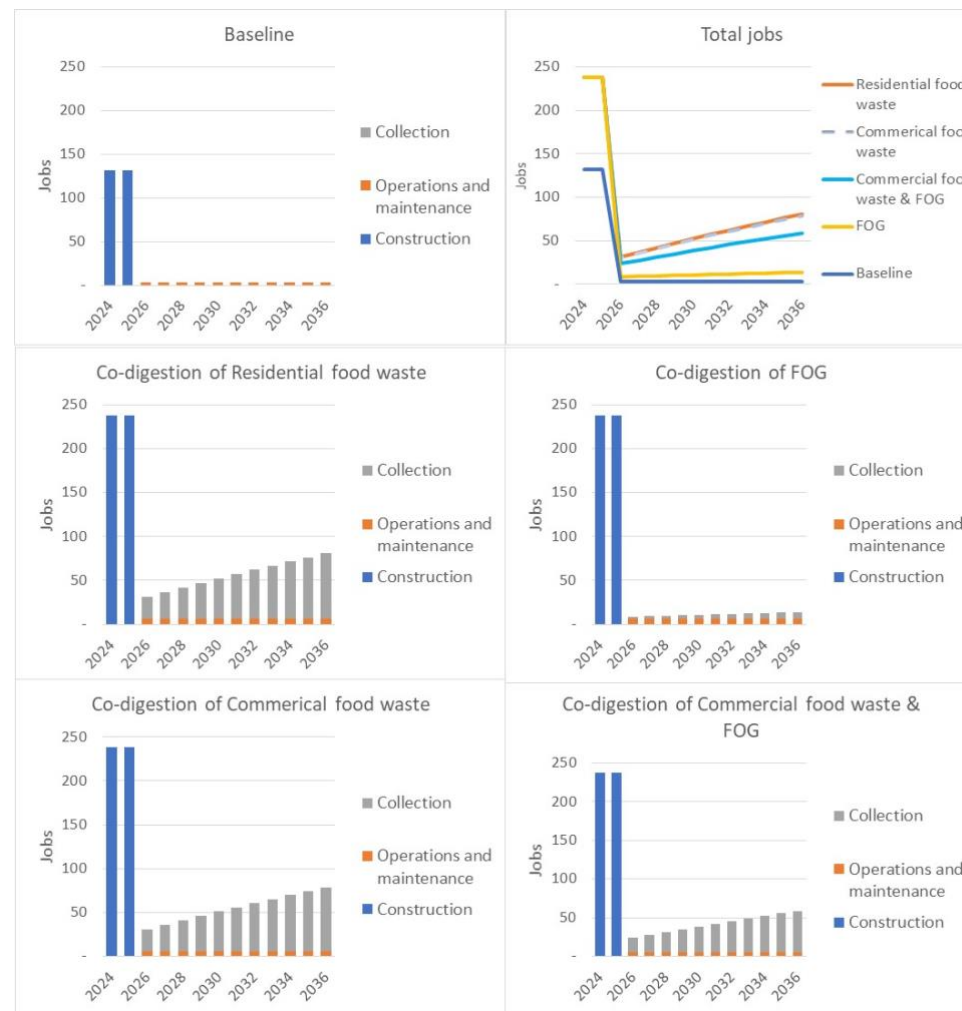 Baseline
250
200
150
100
50
-
Jobs
2024
2026
2028
2030
2032
2034
2036
Collection
Operations and
maintenance
Construction
Total jobs
250
200
150
100
50
-
Jobs
2024
2026
2028
2030
2032
2034
2036
Residential food
waste
Commerical foo
waste
Commercial foo
waste & FOG
FOG
Baseline
Co-digestion of Residential food waste
250
200
150
100
50
-
Jobs
2024
2026
2028
2030
2032
2034
2036
Collection
Operations and
maintenance
Construction
Co-digestion of FOG
250
200
150
100
50
-
Jobs
2024
2026
2028
2030
2032
2034
2036
Collection
Operations and
maintenance
Construction
Co-digestion of Commerical food waste
250
200
150
100
50
-
Jobs
2024
2026
2028
2030
2032
2034
2036
Collection
Operations and
maintenance
Construction
Co-digestion of Commercial food waste &
FOG
250
200
150
100
50
-
Jobs
2024
2026
2028
2030
2032
2034
2036
Collection
Operations and
maintenance
Construction